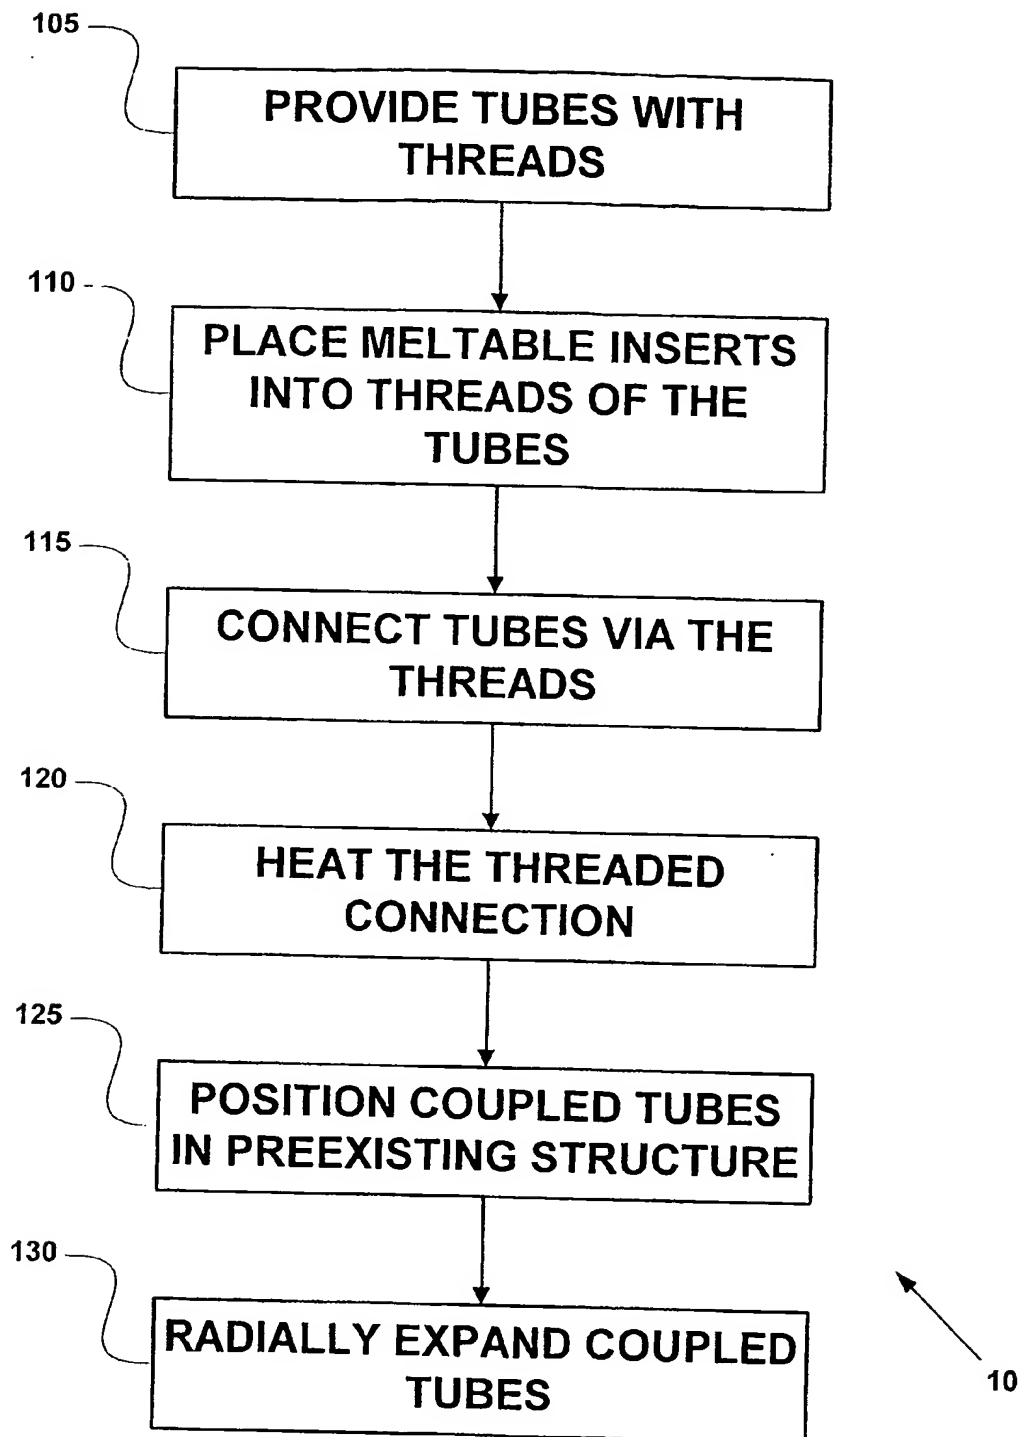 105
PROVIDE TUBES WITH
THREADS
110
PLACE MELTABLE INSERTS
INTO THREADS OF THE
TUBES
115
CONNECT TUBES VIA THE
THREADS
120
HEAT THE THREADED
CONNECTION
125
POSITION COUPLED TUBES
IN PREEXISTING STRUCTURE
130
RADIALLY EXPAND COUPLED
TUBES
10